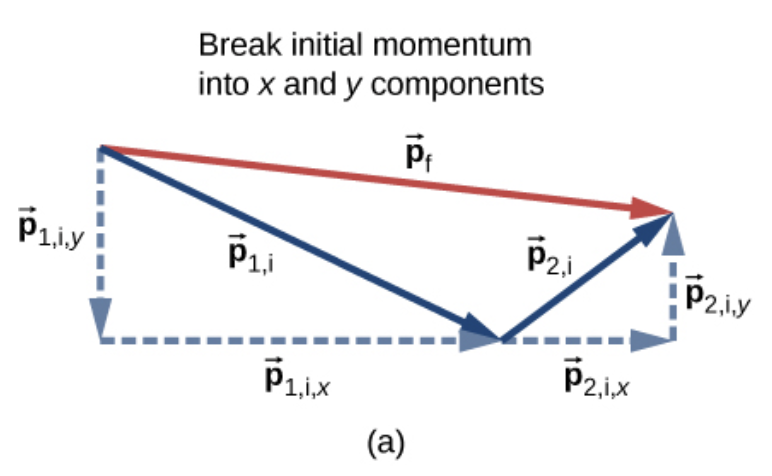 Break initial momentum
into x and y components
p⃗f
p⃗1,i,y
p⃗1,i
p⃗2,i
p⃗2,i,y
p⃗1,i,x
p⃗2,i,x
(a)